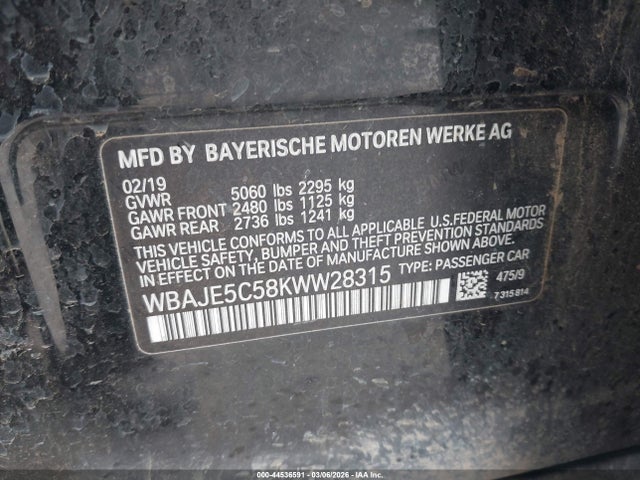 MFD BY BAYERISCHE MOTOREN WERKE AG
02/19
GVWR 5060 lbs 2295 kg
GAWR FRONT 2480 lbs 1125 kg
GAWR REAR 2736 lbs 1241 kg
THIS VEHICLE CONFORMS TO ALL APPLICABLE U.S.FEDERAL MOTOR
VEHICLE SAFETY, BUMPER AND THEFT PREVENTION STANDARDS
IN EFFECT ON THE DATE OF MANUFACTURE SHOWN ABOVE.
WBAJE5C58KWW28315 TYPE: PASSENGER CAR
475/9
7 315 814
000-44536591 - 03/06/2026 - IAA Inc.